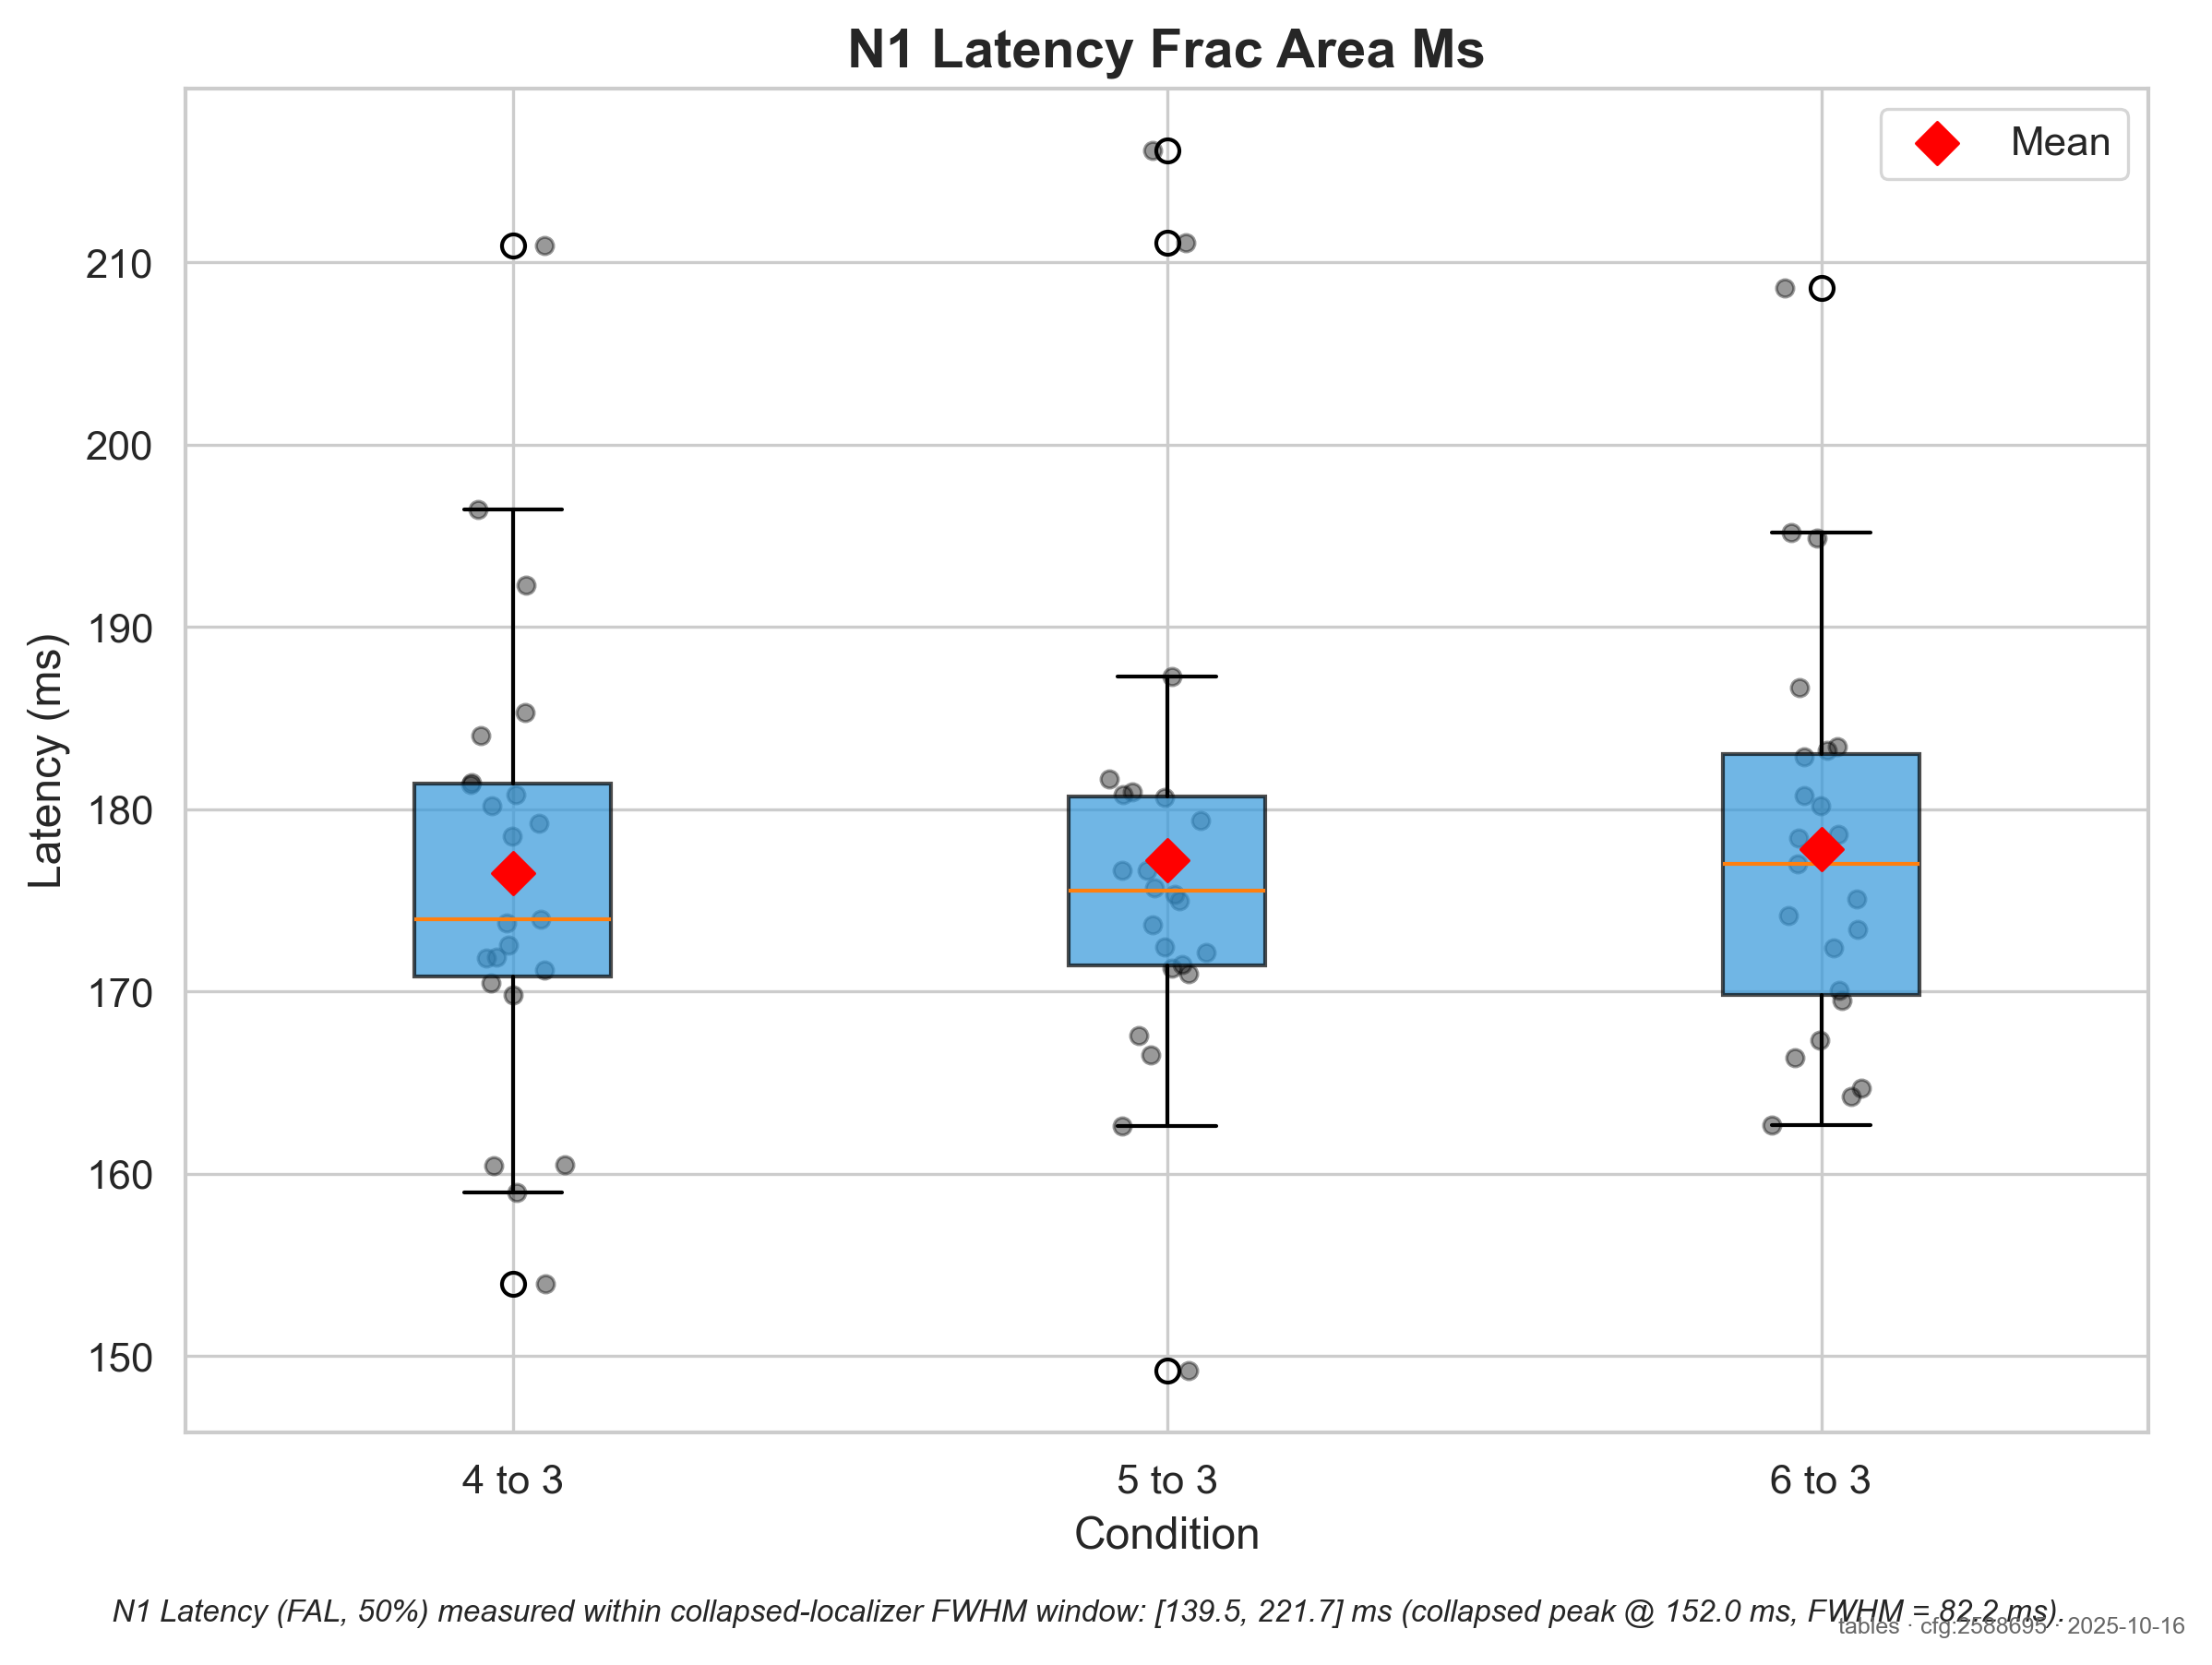 N1 Latency Frac Area Ms
Mean
210
200
190
180
170
160
150
Latency (ms)
4 to 3
5 to 3
6 to 3
Condition
N1 Latency (FAL, 50%) measured within collapsed-localizer FWHM window: [139.5, 221.7] ms (collapsed peak @ 152.0 ms, FWHM = 82.2 ms).
tables · cfg:2588695 · 2025-10-16